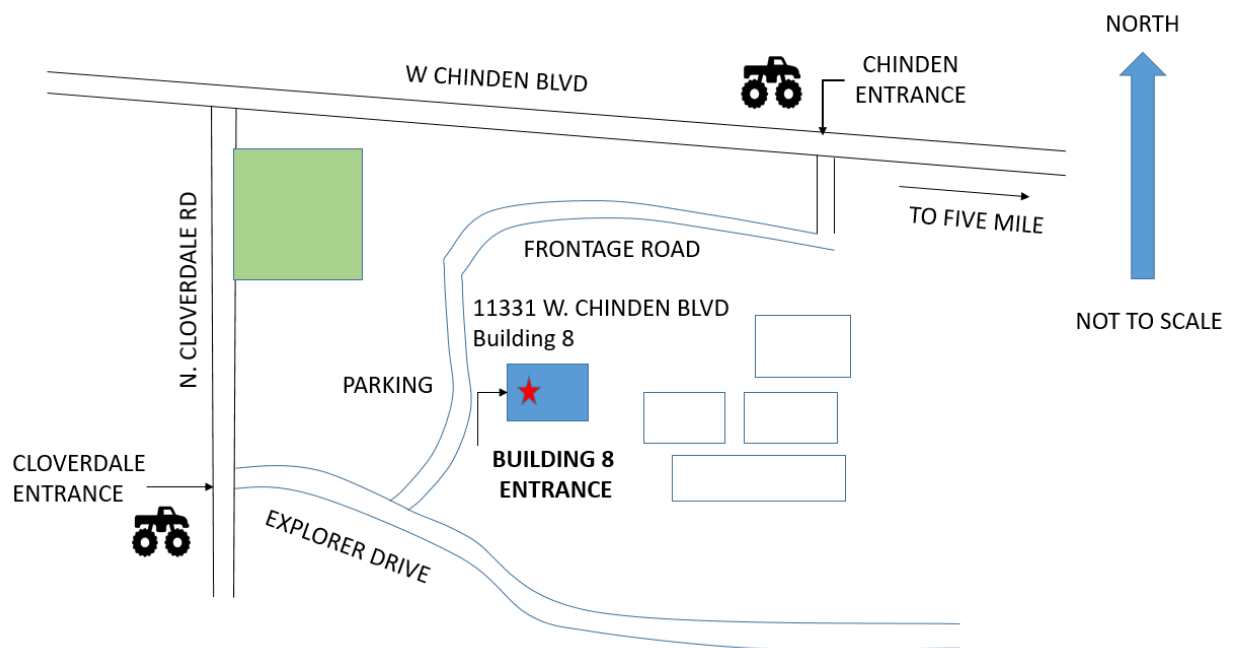 NORTH
W CHINDEN BLVD
CHINDEN
ENTRANCE
N. CLOVERDALE RD
TO FIVE MILE
FRONTAGE ROAD
11331 W. CHINDEN BLVD
Building 8
NOT TO SCALE
PARKING
CLOVERDALE
ENTRANCE
BUILDING 8
ENTRANCE
EXPLORER DRIVE